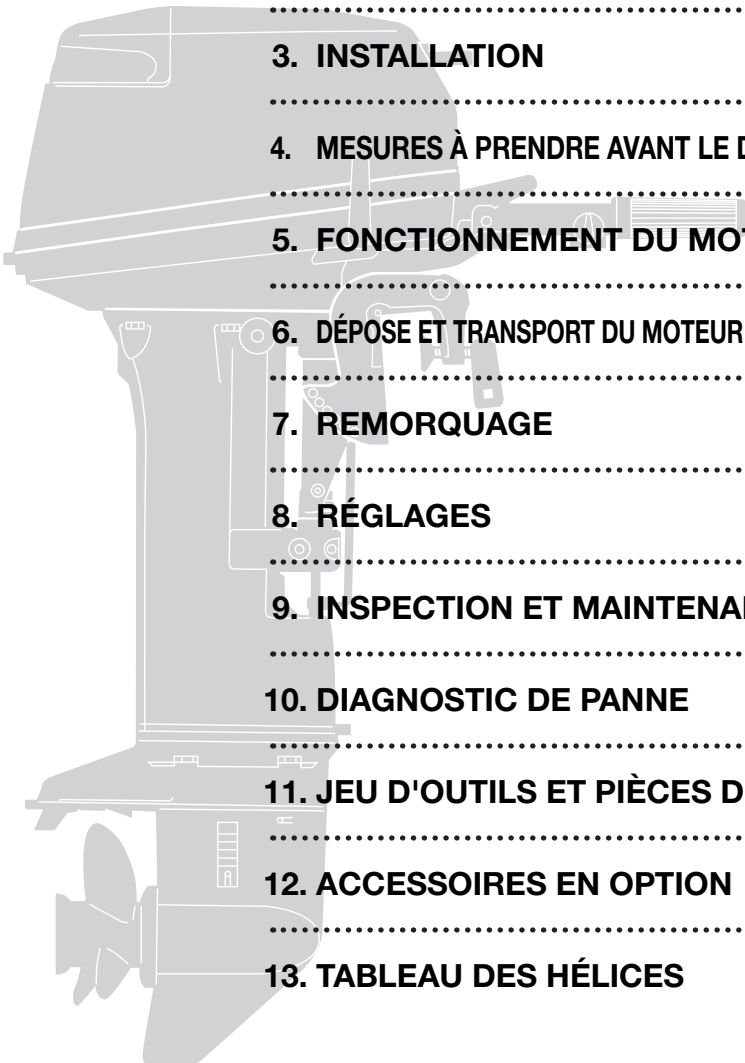 3. INSTALLATION
4. MESURES À PRENDRE AVANT LE
5. FONCTIONNEMENT DU
6. DÉPOSE ET TRANSPORT DU MOTEUR
7. REMORQUAGE
8. RÉGLAGES
9. INSPECTION ET
10. DIAGNOSTIC DE PANNE
11. JEU D'OUTILS ET PIÈCES
12. ACCESSOIRES EN OPTION
13. TABLEAU DES HÉLICES